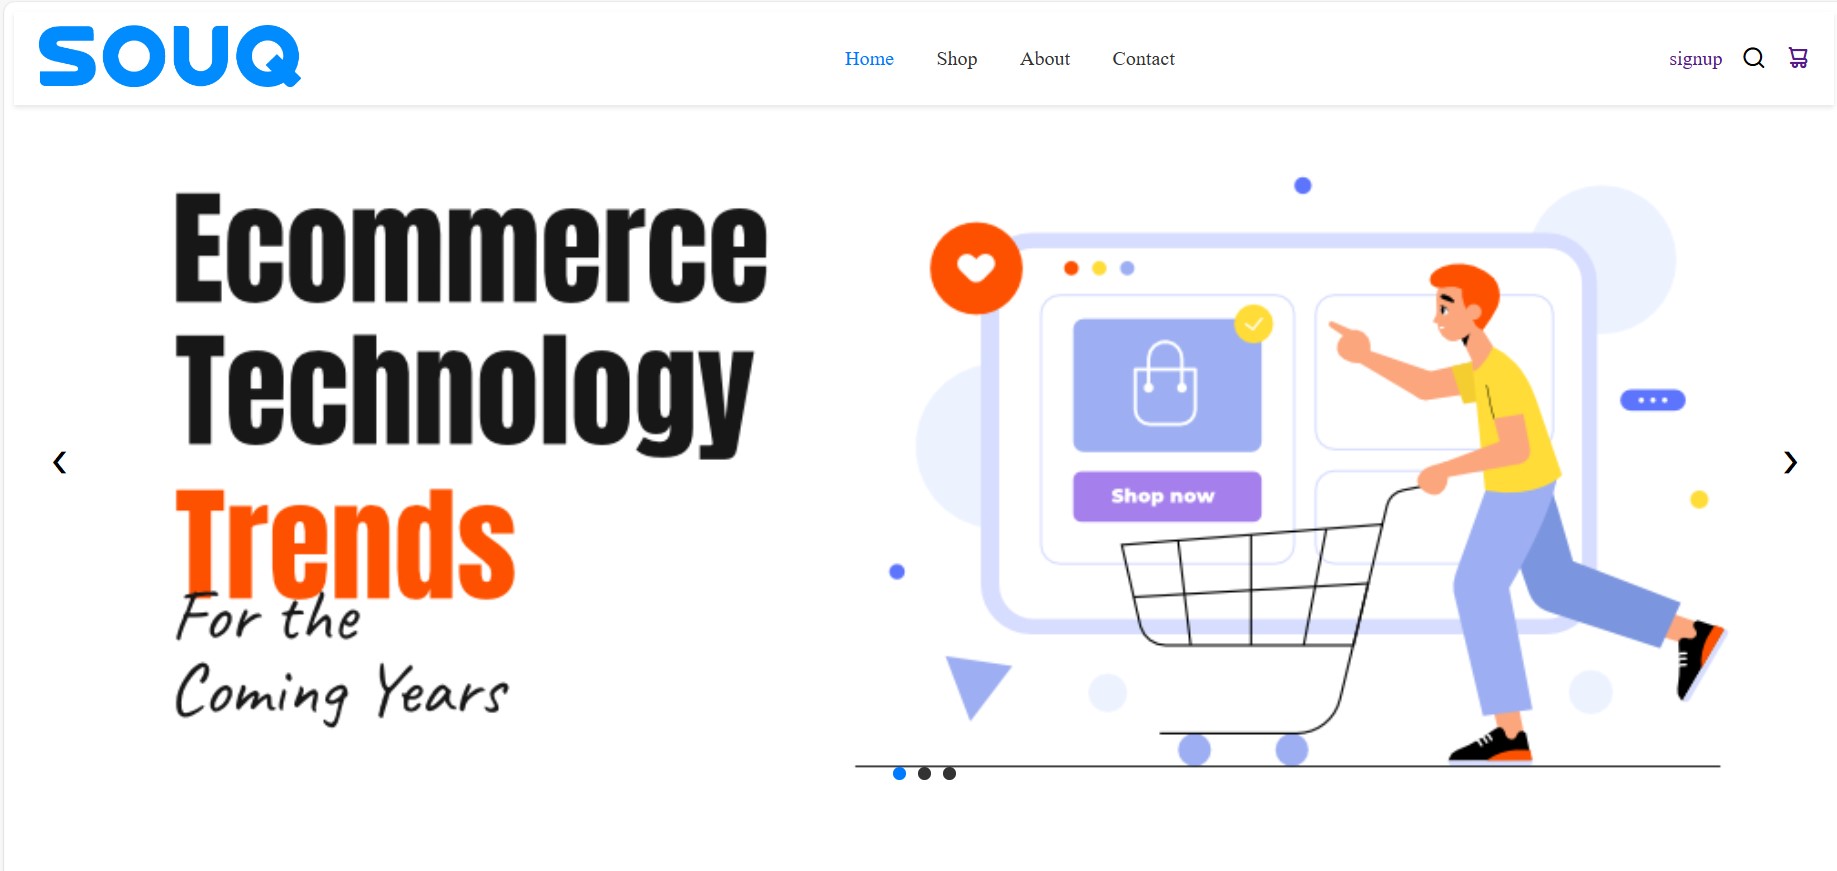 SOUQ
Home Shop About Contact
signup
Ecommerce
Technology
Trends
For the
Coming Years
Shop now